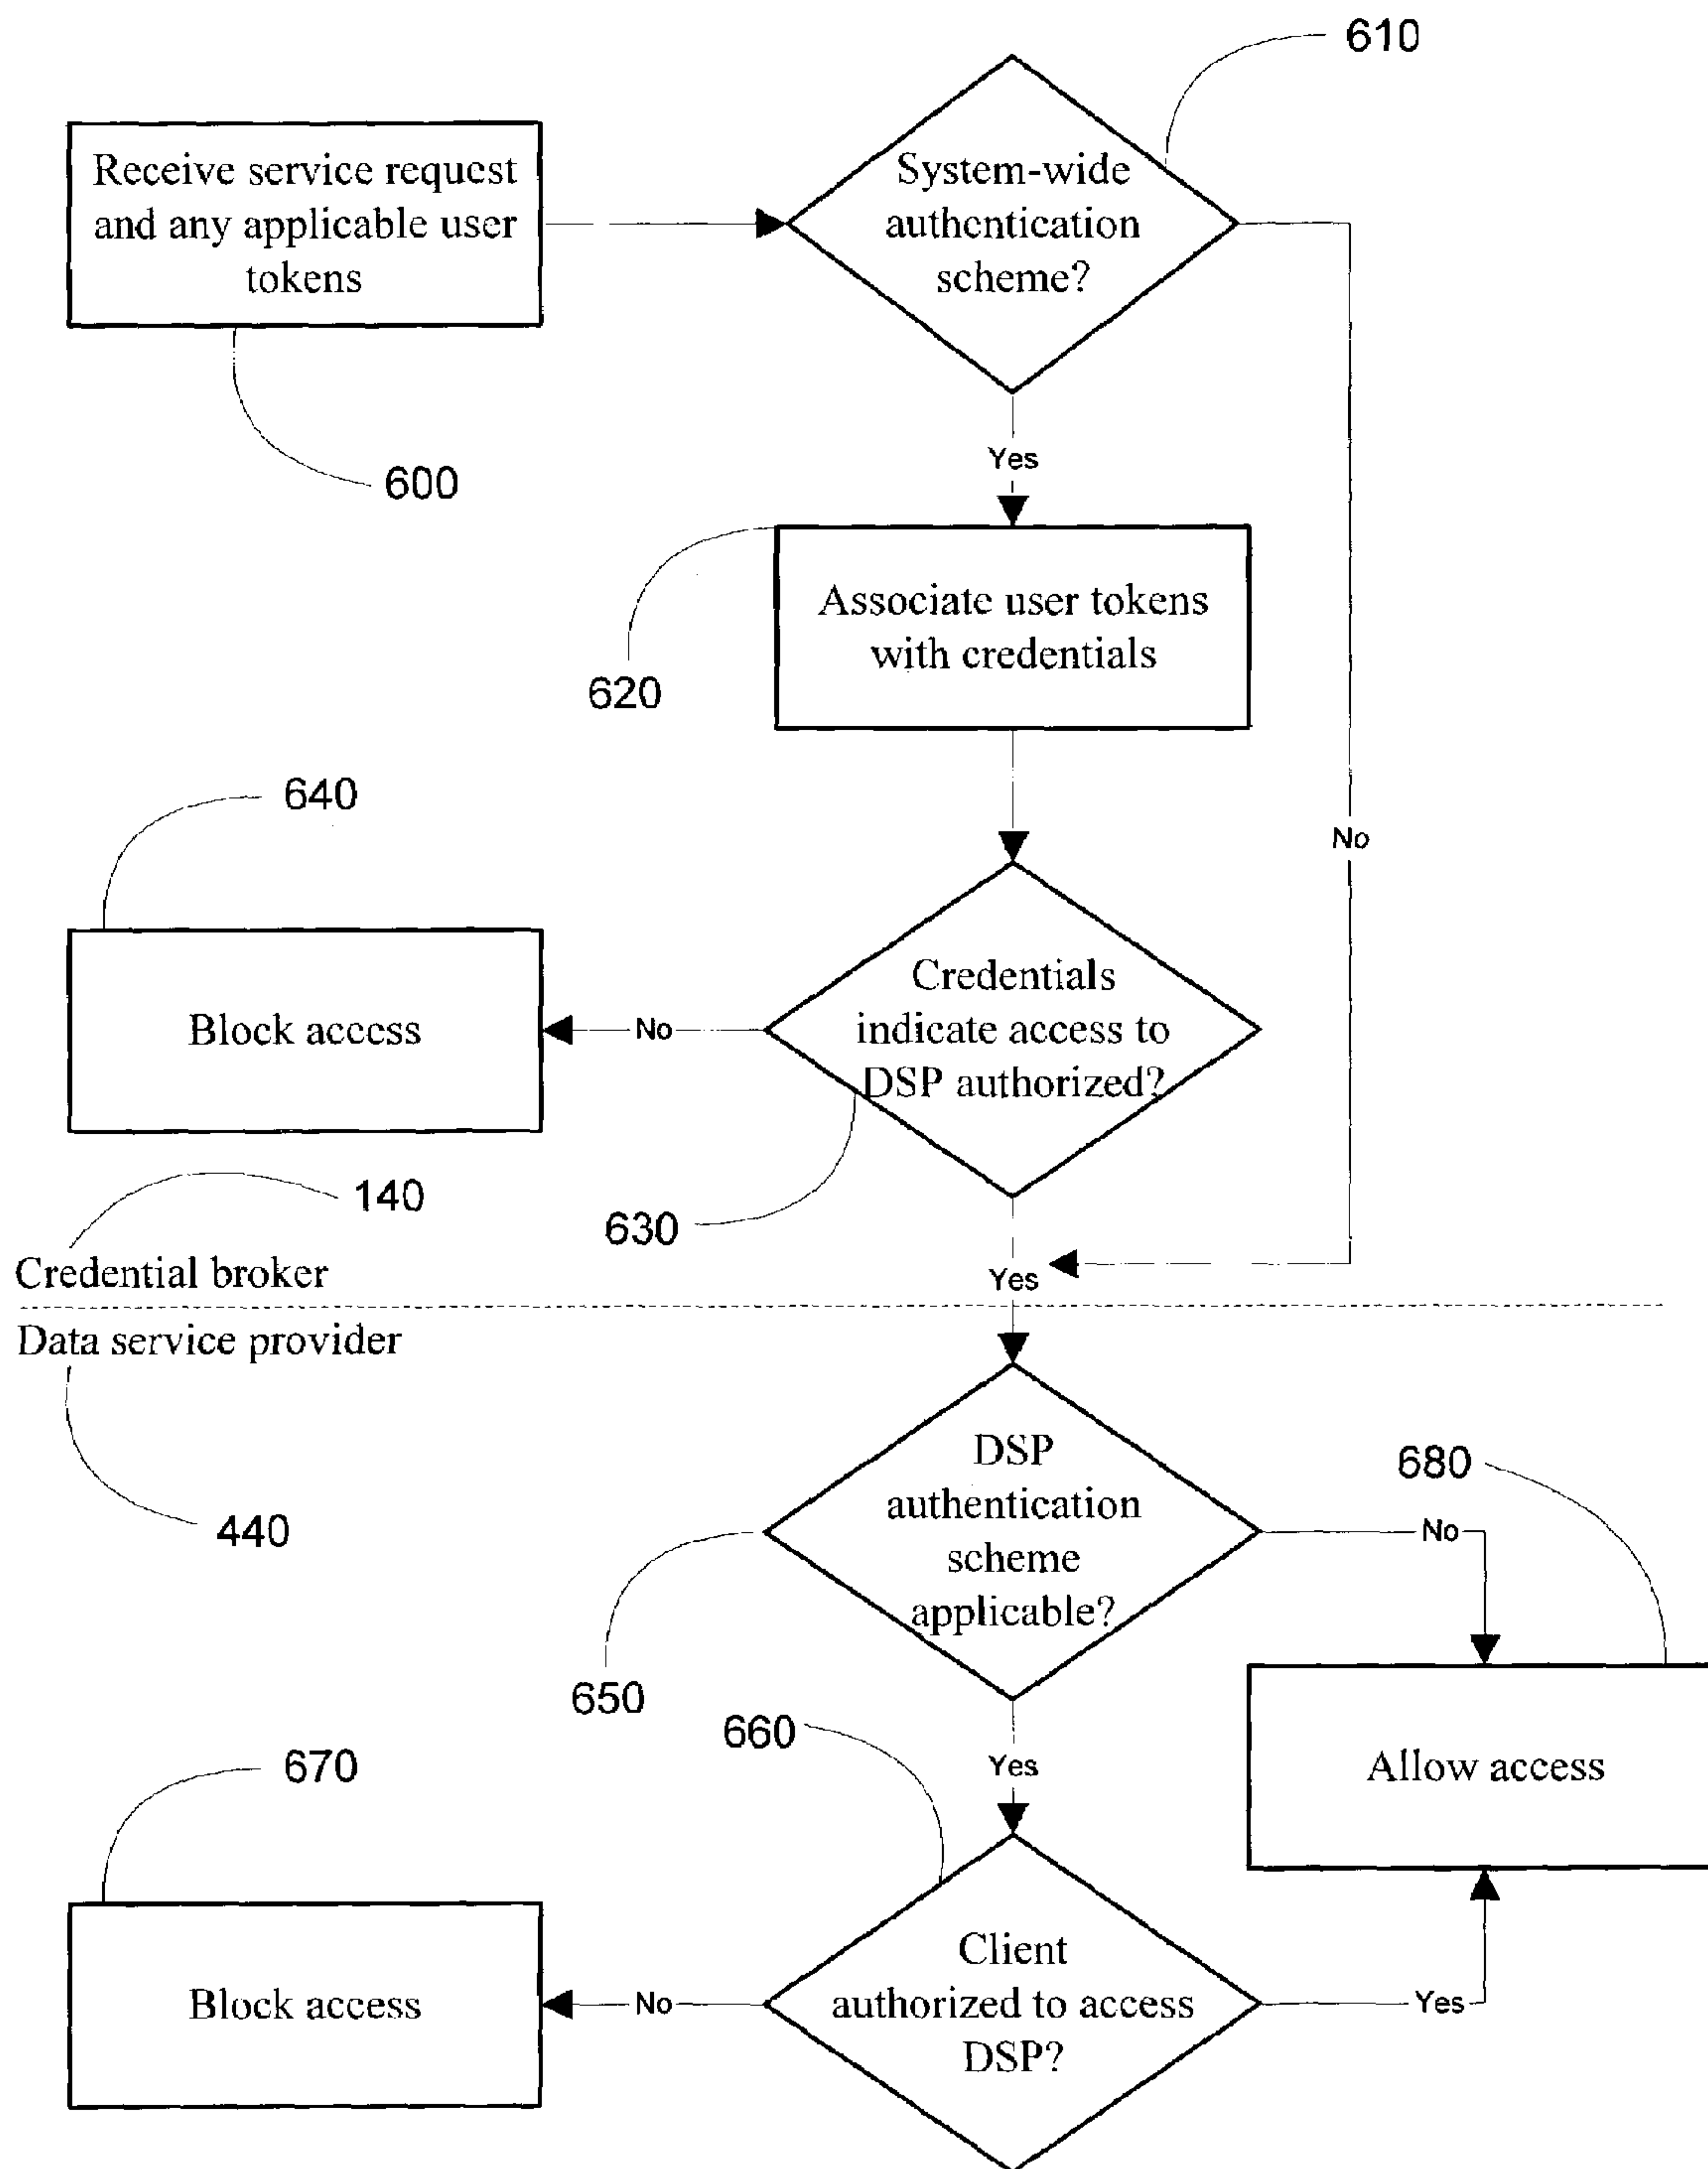 610
Receive service request
and any applicable user
tokens
System-wide
authentication
scheme?
600
Yes
Associate user tokens
with credentials
620
640
No
Credentials
indicate access to
DSP authorized?
Block access
No
140
630
Credential broker
Yes
Data service provider
DSP
authentication
scheme
applicable?
680
440
No
650
660
Yes
Allow access
670
Client
authorized to access
DSP?
Block access
No
Yes